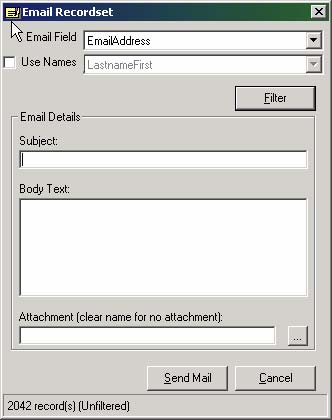 Email Recordset
Email Field EmailAddress
Use Names LastnameFirst
Filter
Email Details
Subject:
Body Text:
Attachment (clear name for no attachment):
...
Send Mail Cancel
2042 record(s) (Unfiltered)